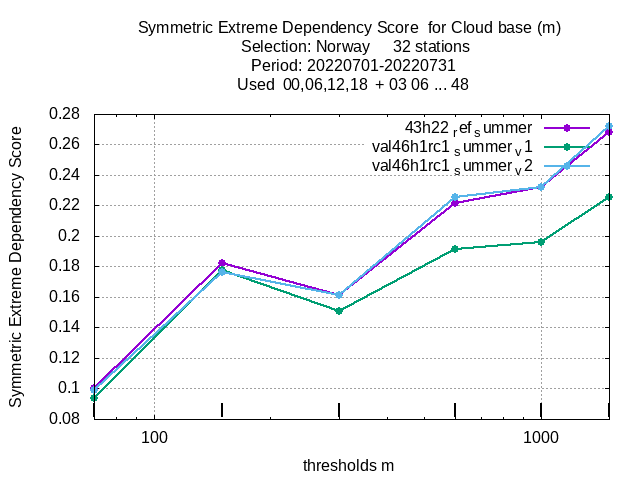 Symmetric Extreme Dependency Score for Cloud base (m)
Selection: Norway 32 stations
Period: 20220701-20220731
Used 00,06,12,18 + 03 06 ... 48
43h22 ref summer
val46h1rc1 summer v1
val46h1rc1 summer v2
Symmetric Extreme Dependency Score
0.28
0.26
0.24
0.22
0.2
0.18
0.16
0.14
0.12
0.1
0.08
100 1000
thresholds m